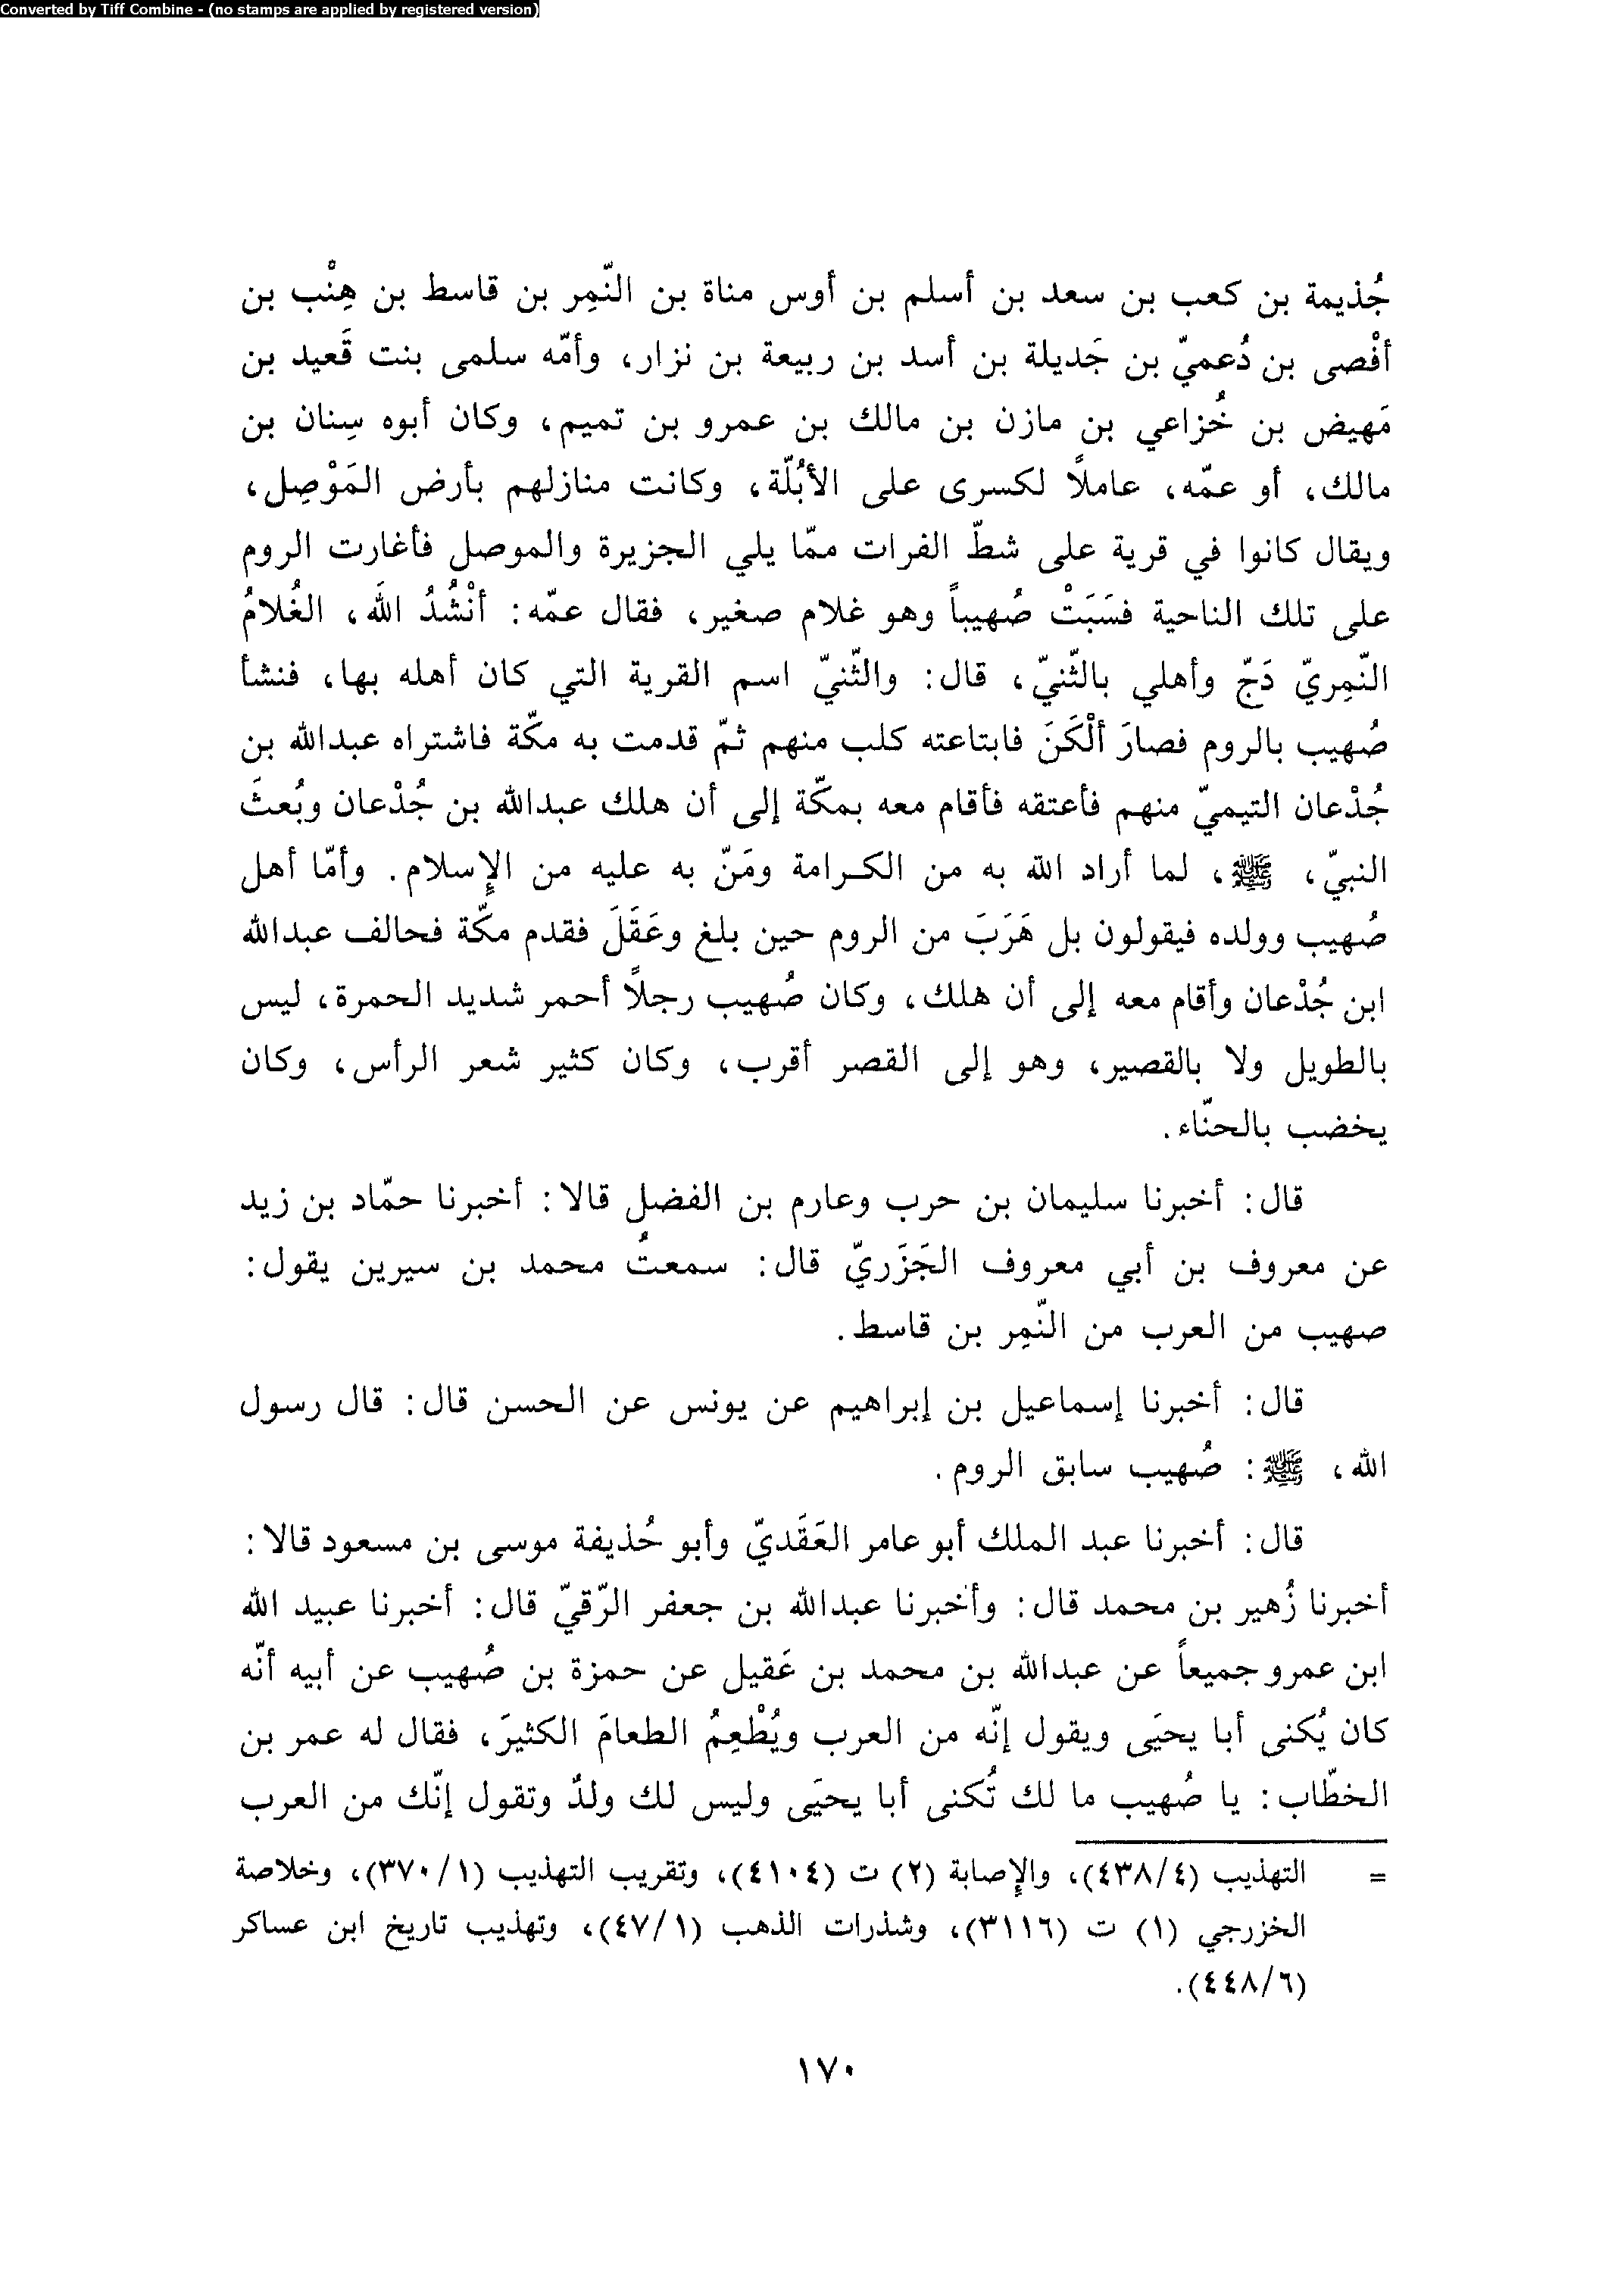 Converted by Tiff Combine - (no stamps are applied by registered version)
جُذيمة بن كعب بن سعد بن أسلم بن أوس مناة بن النّمِر بن قاسط بن هِنْب بن
أفْصى بن دُعميّ بن جَديلة بن أسد بن ربيعة بن نزار، وأمّه سلمى بنت قَعيد بن
مَهيض بن خُزاعي بن مازن بن مالك بن عمرو بن تميم، وكان أبوه سِنان بن
مالك، أو عمّه، عاملاً لكسرى على الأبُلّة، وكانت منازلهم بأرض المَوْصِل،
ويقال كانوا في قرية على شطّ الفرات ممّا يلي الجزيرة والموصل فأغارت الروم
على تلك الناحية فسَبَتْ صُهيباً وهو غلام صغير، فقال عمّه: أنْشُدُ اللهَ، الغُلامُ
النّمِريّ دَجّ وأهلي بالثّنيّ، قال: والثّنيّ اسم القرية التي كان أهله بها، فنشأ
صُهيب بالروم فصارَ ألْكَنَ فابتاعته كلب منهم ثمّ قدمت به مكّة فاشتراه عبدالله بن
جُدْعان التيميّ منهم فأعتقه فأقام معه بمكّة إلى أن هلك عبدالله بن جُدْعان وبُعثَ
النبيّ، ﷺ، لما أراد الله به من الكرامة ومَنّ به عليه من الإسلام. وأمّا أهل
صُهيب وولده فيقولون بل هَرَبَ من الروم حين بلغ وعَقَلَ فقدم مكّة فحالف عبدالله
ابن جُدْعان وأقام معه إلى أن هلك، وكان صُهيب رجلاً أحمر شديد الحمرة، ليس
بالطويل ولا بالقصير، وهو إلى القصر أقرب، وكان كثير شعر الرأس، وكان
يخضب بالحنّاء.
قال: أخبرنا سليمان بن حرب وعارم بن الفضل قالا: أخبرنا حمّاد بن زيد
عن معروف بن أبي معروف الجَزَريّ قال: سمعتُ محمد بن سيرين يقول:
صهيب من العرب من النّمِر بن قاسط.
قال: أخبرنا إسماعيل بن إبراهيم عن يونس عن الحسن قال: قال رسول
الله، ﷺ: صُهيب سابق الروم.
قال: أخبرنا عبد الملك أبو عامر العَقَديّ وأبو حُذيفة موسى بن مسعود قالا:
أخبرنا زُهير بن محمد قال: وأخبرنا عبدالله بن جعفر الرّقيّ قال: أخبرنا عبيد الله
ابن عمرو جميعاً عن عبدالله بن محمد بن عَقيل عن حمزة بن صُهيب عن أبيه أنّه
كان يُكنى أبا يحيَى ويقول إنّه من العرب ويُطْعِمُ الطعامَ الكثيرَ، فقال له عمر بن
الخطّاب: يا صُهيب ما لك تُكنى أبا يحيَى وليس لك ولدٌ وتقول إنّك من العرب
= التهذيب (٤٣٨/٤)، والإصابة (٢) ت (٤١٠٤)، وتقريب التهذيب (٣٧٠/١)، وخلاصة
الخزرجي (١) ت (٣١١٦)، وشذرات الذهب (٤٧/١)، وتهذيب تاريخ ابن عساكر
(٤٤٨/٦).
١٧٠